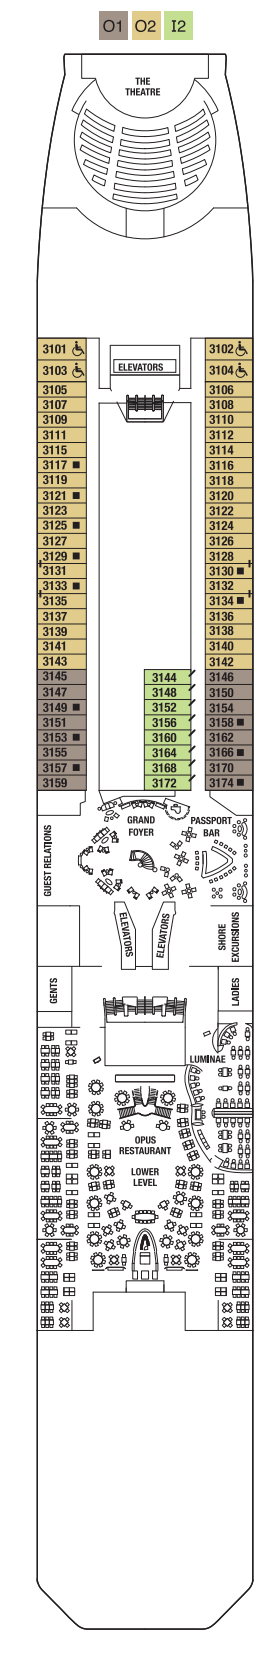 O1 O2 I2
THE
THEATRE
ELEVATORS
3101 3102
3103 3104
3105 3106
3107 3108
3109 3110
3111 3112
3115 3114
3117 3116
3119 3118
3121 3120
3123 3122
3125 3124
3127 3126
3129 3128
3131 3130
3133 3132
3135 3134
3137 3136
3139 3138
3141 3140
3143 3142
3145 3144 3146
3147 3148 3150
3149 3152 3154
3151 3156 3158
3153 3160 3162
3155 3164 3166
3157 3168 3170
3159 3172 3174
GUEST RELATIONS
GRAND
FOYER
PASSPORT
BAR
ELEVATORS
ELEVATORS
SHORE
EXCURSIONS
GENTS
LADIES
LUMINAE
OPUS
RESTAURANT
LOWER
LEVEL